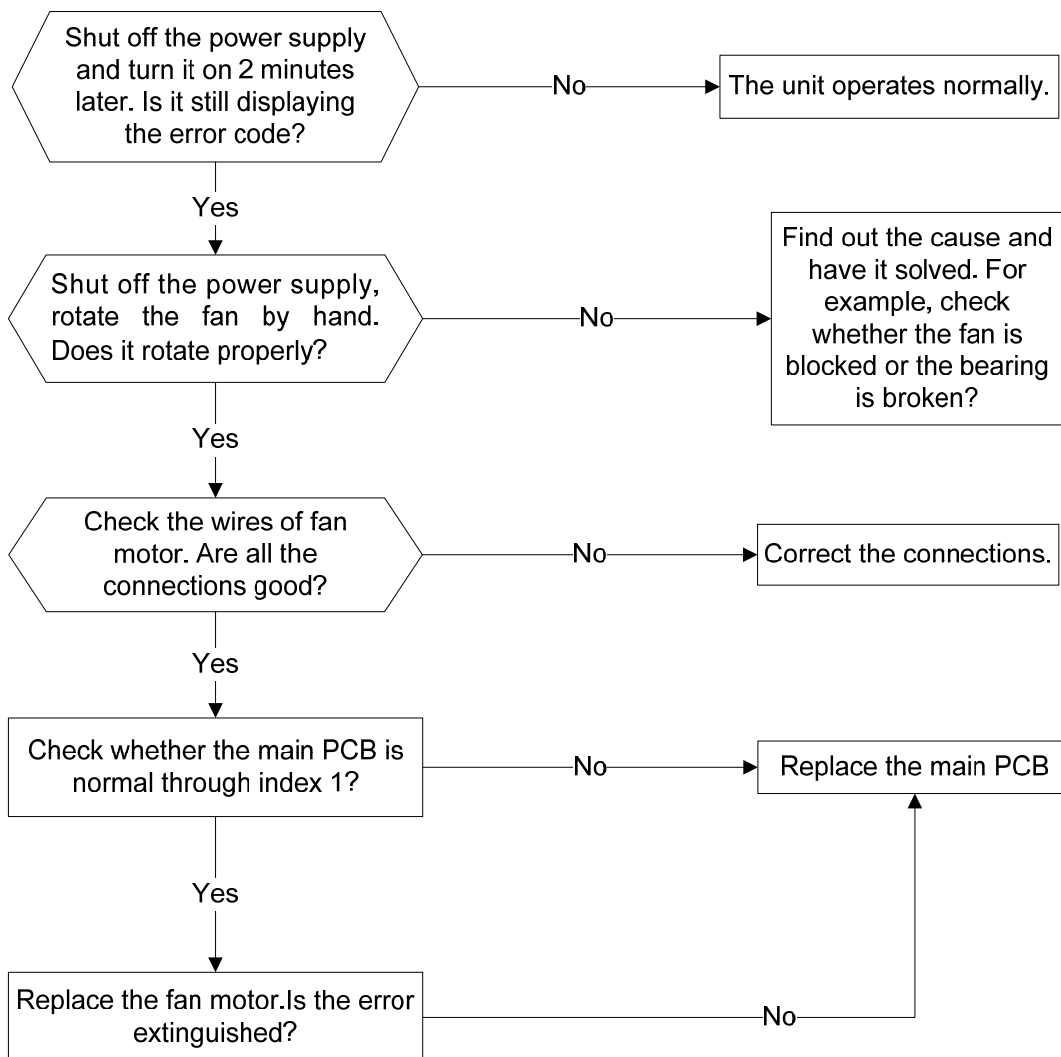 Shut off the power supply
and turn it on 2 minutes
later. Is it still displaying
the error code?
No
The unit operates normally.
Yes
Shut off the power supply,
rotate the fan by hand.
Does it rotate properly?
No
Find out the cause and
have it solved. For
example, check
whether the fan is
blocked or the bearing
is broken?
Yes
Check the wires of fan
motor. Are all the
connections good?
No
Correct the connections.
Yes
Check whether the main PCB is
normal through index 1?
No
Replace the main PCB
Yes
Replace the fan motor.Is the error
extinguished?
No